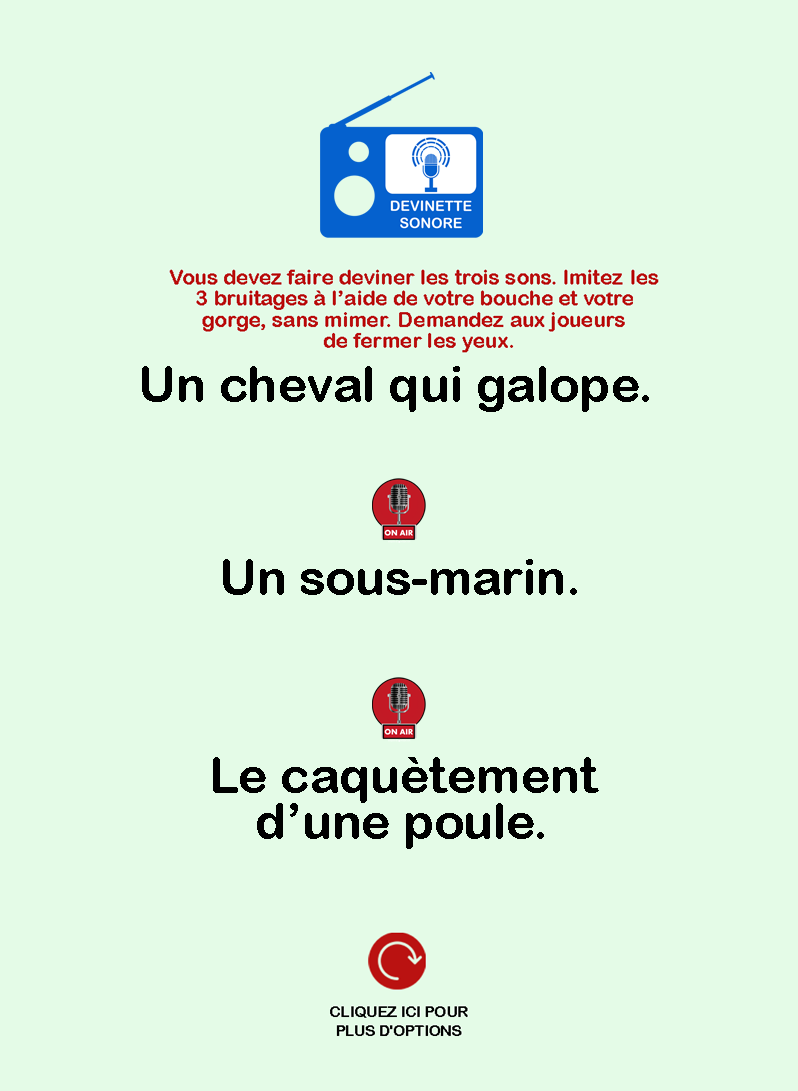 DEVINETTE
SONORE
Vous devez faire deviner les trois sons. Imitez les
3 bruitages à l’aide de votre bouche et votre
gorge, sans mimer. Demandez aux joueurs
de fermer les yeux.
Un cheval qui galope.
ON AIR
Un sous-marin.
ON AIR
Le caquètement
d’une poule.
CLIQUEZ ICI POUR
PLUS D'OPTIONS